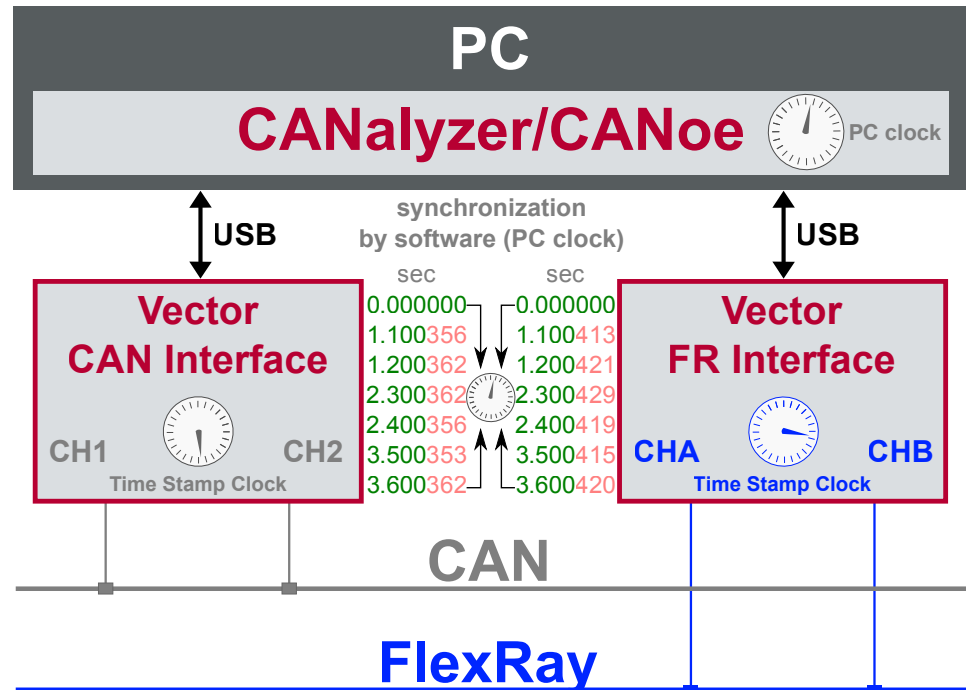 PC
CANalyzer/CANoe
PC clock
USB
synchronization
by software (PC clock)
USB
sec
sec
Vector
CAN Interface
CH1
CH2
Time Stamp Clock
0.000000
1.100356
1.200362
2.300362
2.400356
3.500353
3.600362
0.000000
1.100413
1.200421
2.300429
2.400419
3.500415
3.600420
Vector
FR Interface
CHA
CHB
Time Stamp Clock
CAN
FlexRay